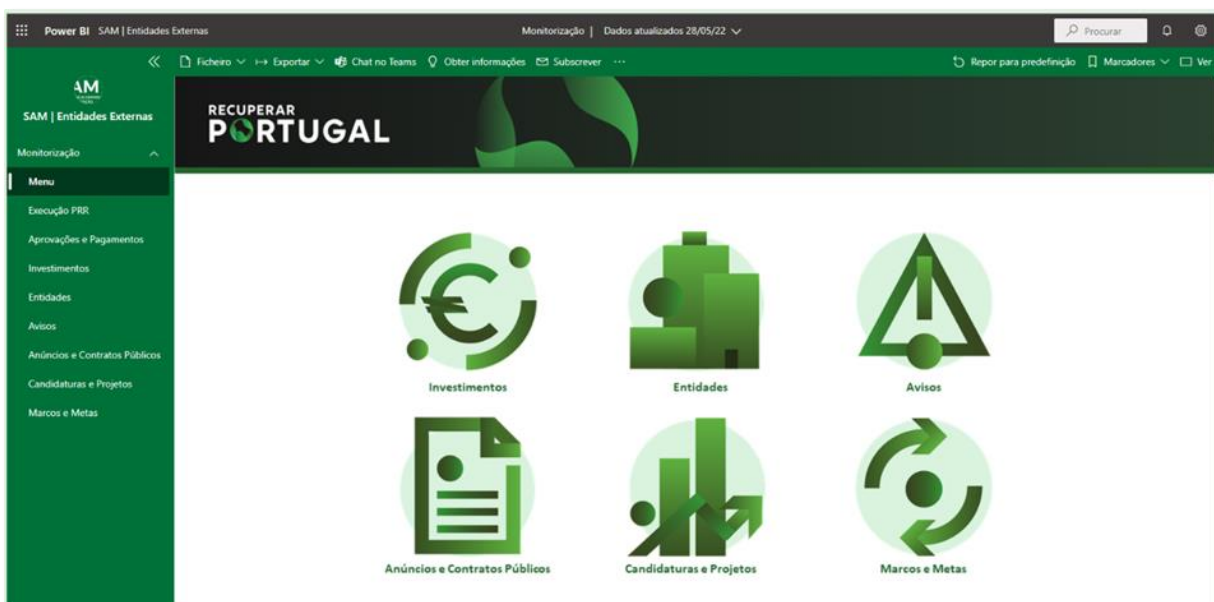 Power BI SAM | Entidades Externas
Monitorização | Dados atualizados 28/05/22
Procurar
Ficheiro Exportar Chat no Teams Obter informações Subscrever ...
Repor para predefinição Marcadores Ver
AM
SAM | Entidades Externas
Monitorização
Menu
Execução PRR
Aprovações e Pagamentos
Investimentos
Entidades
Avisos
Anúncios e Contratos Públicos
Candidaturas e Projetos
Marcos e Metas
RECUPERAR
PORTUGAL
Investimentos
Entidades
Avisos
Anúncios e Contratos Públicos
Candidaturas e Projetos
Marcos e Metas